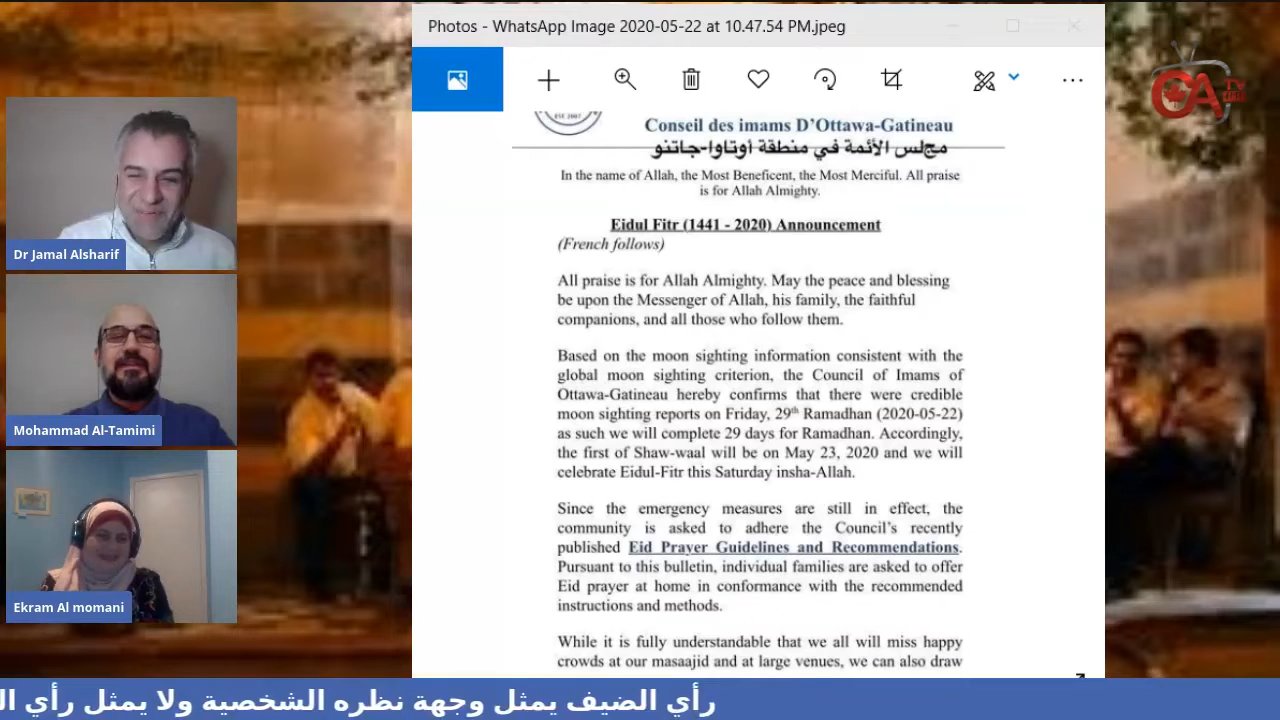 Photos - WhatsApp Image 2020-05-22 at 10.47.54 PM.jpeg
Dr Jamal Alsharif
Mohammad Al-Tamimi
Ekram Al momani
EST 2007
Conseil des imams D'Ottawa-Gatineau
مجلس الأئمة في منطقة أوتاوا-جاتنو
In the name of Allah, the Most Beneficent, the Most Merciful. All praise
is for Allah Almighty.
Eidul Fitr (1441 - 2020) Announcement
(French follows)
All praise is for Allah Almighty. May the peace and blessing
be upon the Messenger of Allah, his family, the faithful
companions, and all those who follow them.
Based on the moon sighting information consistent with the
global moon sighting criterion, the Council of Imams of
Ottawa-Gatineau hereby confirms that there were credible
moon sighting reports on Friday, 29th Ramadhan (2020-05-22)
as such we will complete 29 days for Ramadhan. Accordingly,
the first of Shaw-waal will be on May 23, 2020 and we will
celebrate Eidul-Fitr this Saturday insha-Allah.
Since the emergency measures are still in effect, the
community is asked to adhere the Council's recently
published Eid Prayer Guidelines and Recommendations.
Pursuant to this bulletin, individual families are asked to offer
Eid prayer at home in conformance with the recommended
instructions and methods.
While it is fully understandable that we all will miss happy
crowds at our masaajid and at large venues, we can also draw
رأي الضيف يمثل وجهة نظره الشخصية ولا يمثل رأي